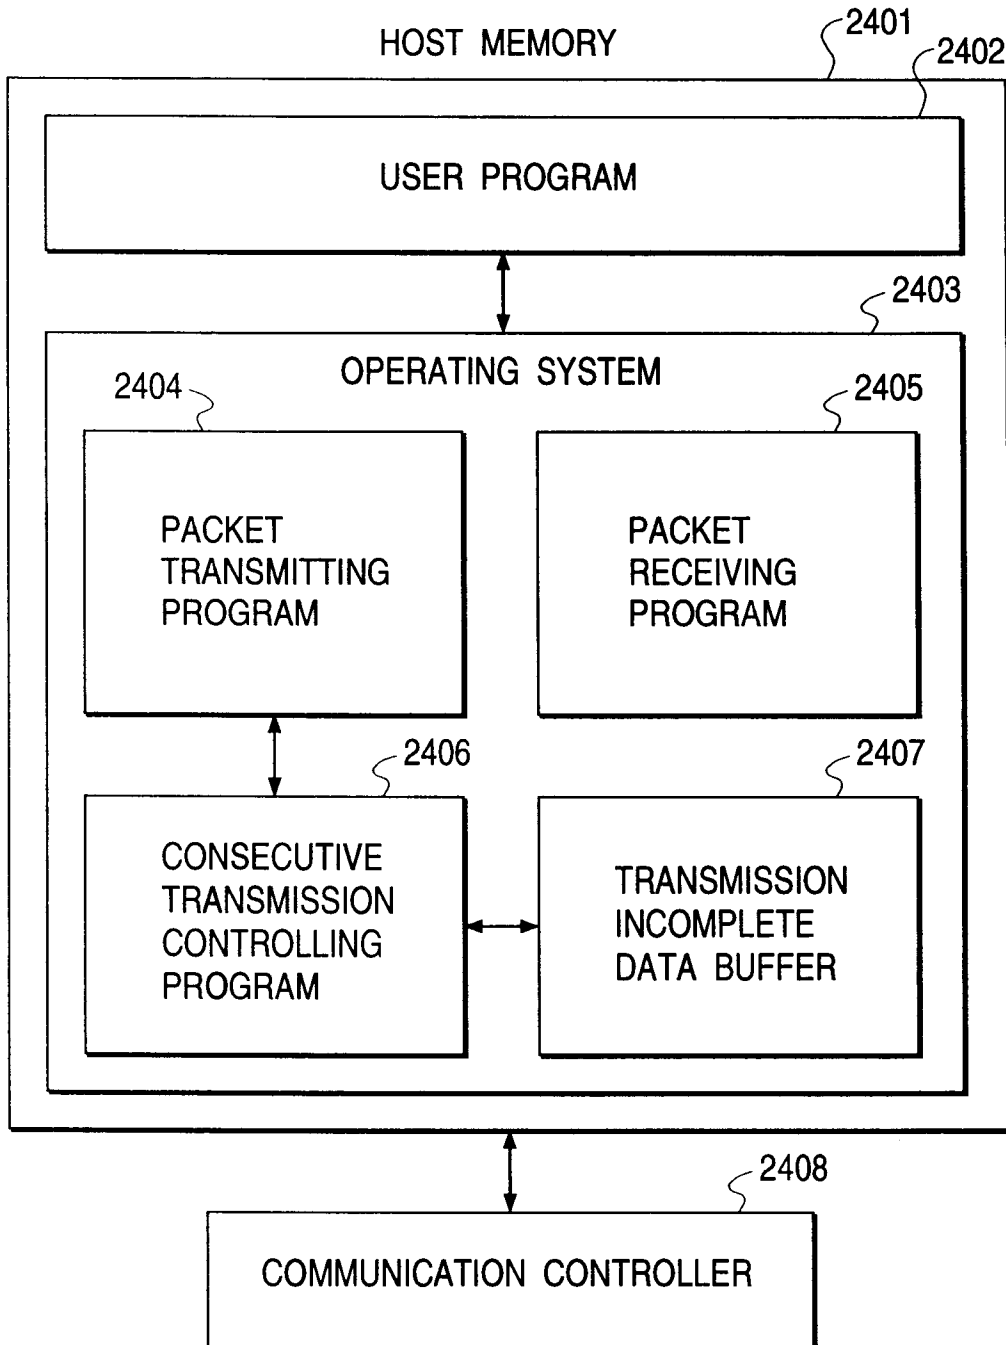 HOST MEMORY
2401
2402
USER PROGRAM
2403
OPERATING SYSTEM
2404
2405
PACKET
TRANSMITTING
PROGRAM
PACKET
RECEIVING
PROGRAM
2406
2407
CONSECUTIVE
TRANSMISSION
CONTROLLING
PROGRAM
TRANSMISSION
INCOMPLETE
DATA BUFFER
2408
COMMUNICATION CONTROLLER